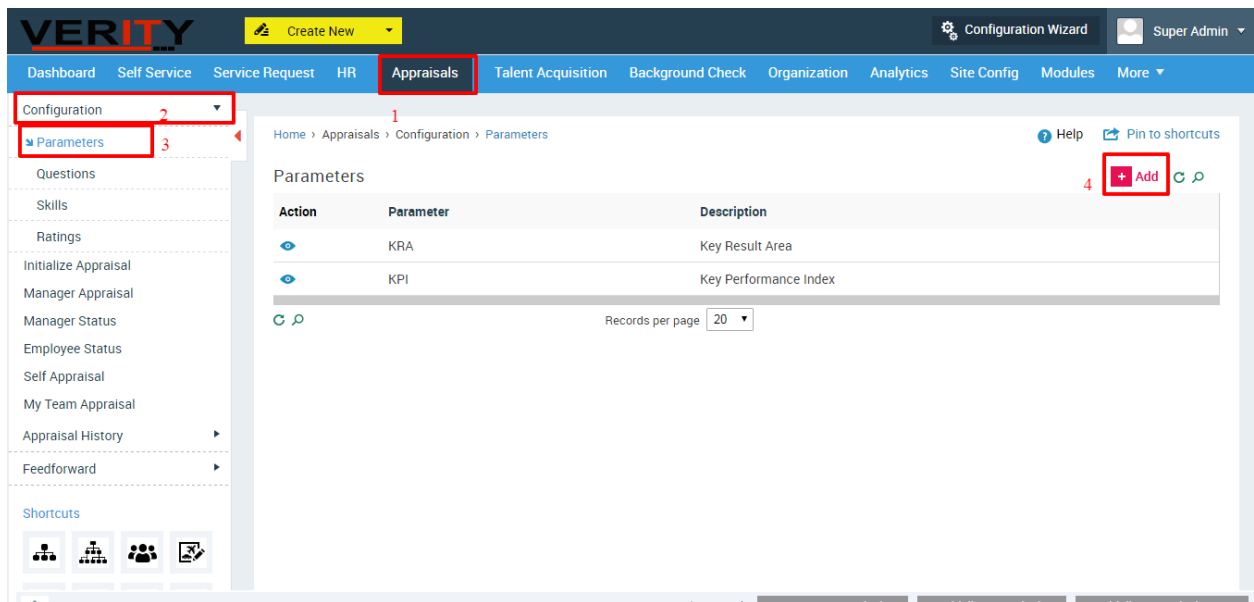 VERITY
Create New
Configuration Wizard
Super Admin
Dashboard Self Service Service Request HR Appraisals Talent Acquisition Background Check Organization Analytics Site Config Modules More
1
Configuration
2
Parameters
3
Questions
Skills
Ratings
Initialize Appraisal
Manager Appraisal
Manager Status
Employee Status
Self Appraisal
My Team Appraisal
Appraisal History
Feedforward
Shortcuts
Home › Appraisals › Configuration › Parameters
Help
Pin to shortcuts
Parameters
4
+ Add
Action Parameter Description
KRA Key Result Area
KPI Key Performance Index
Records per page 20